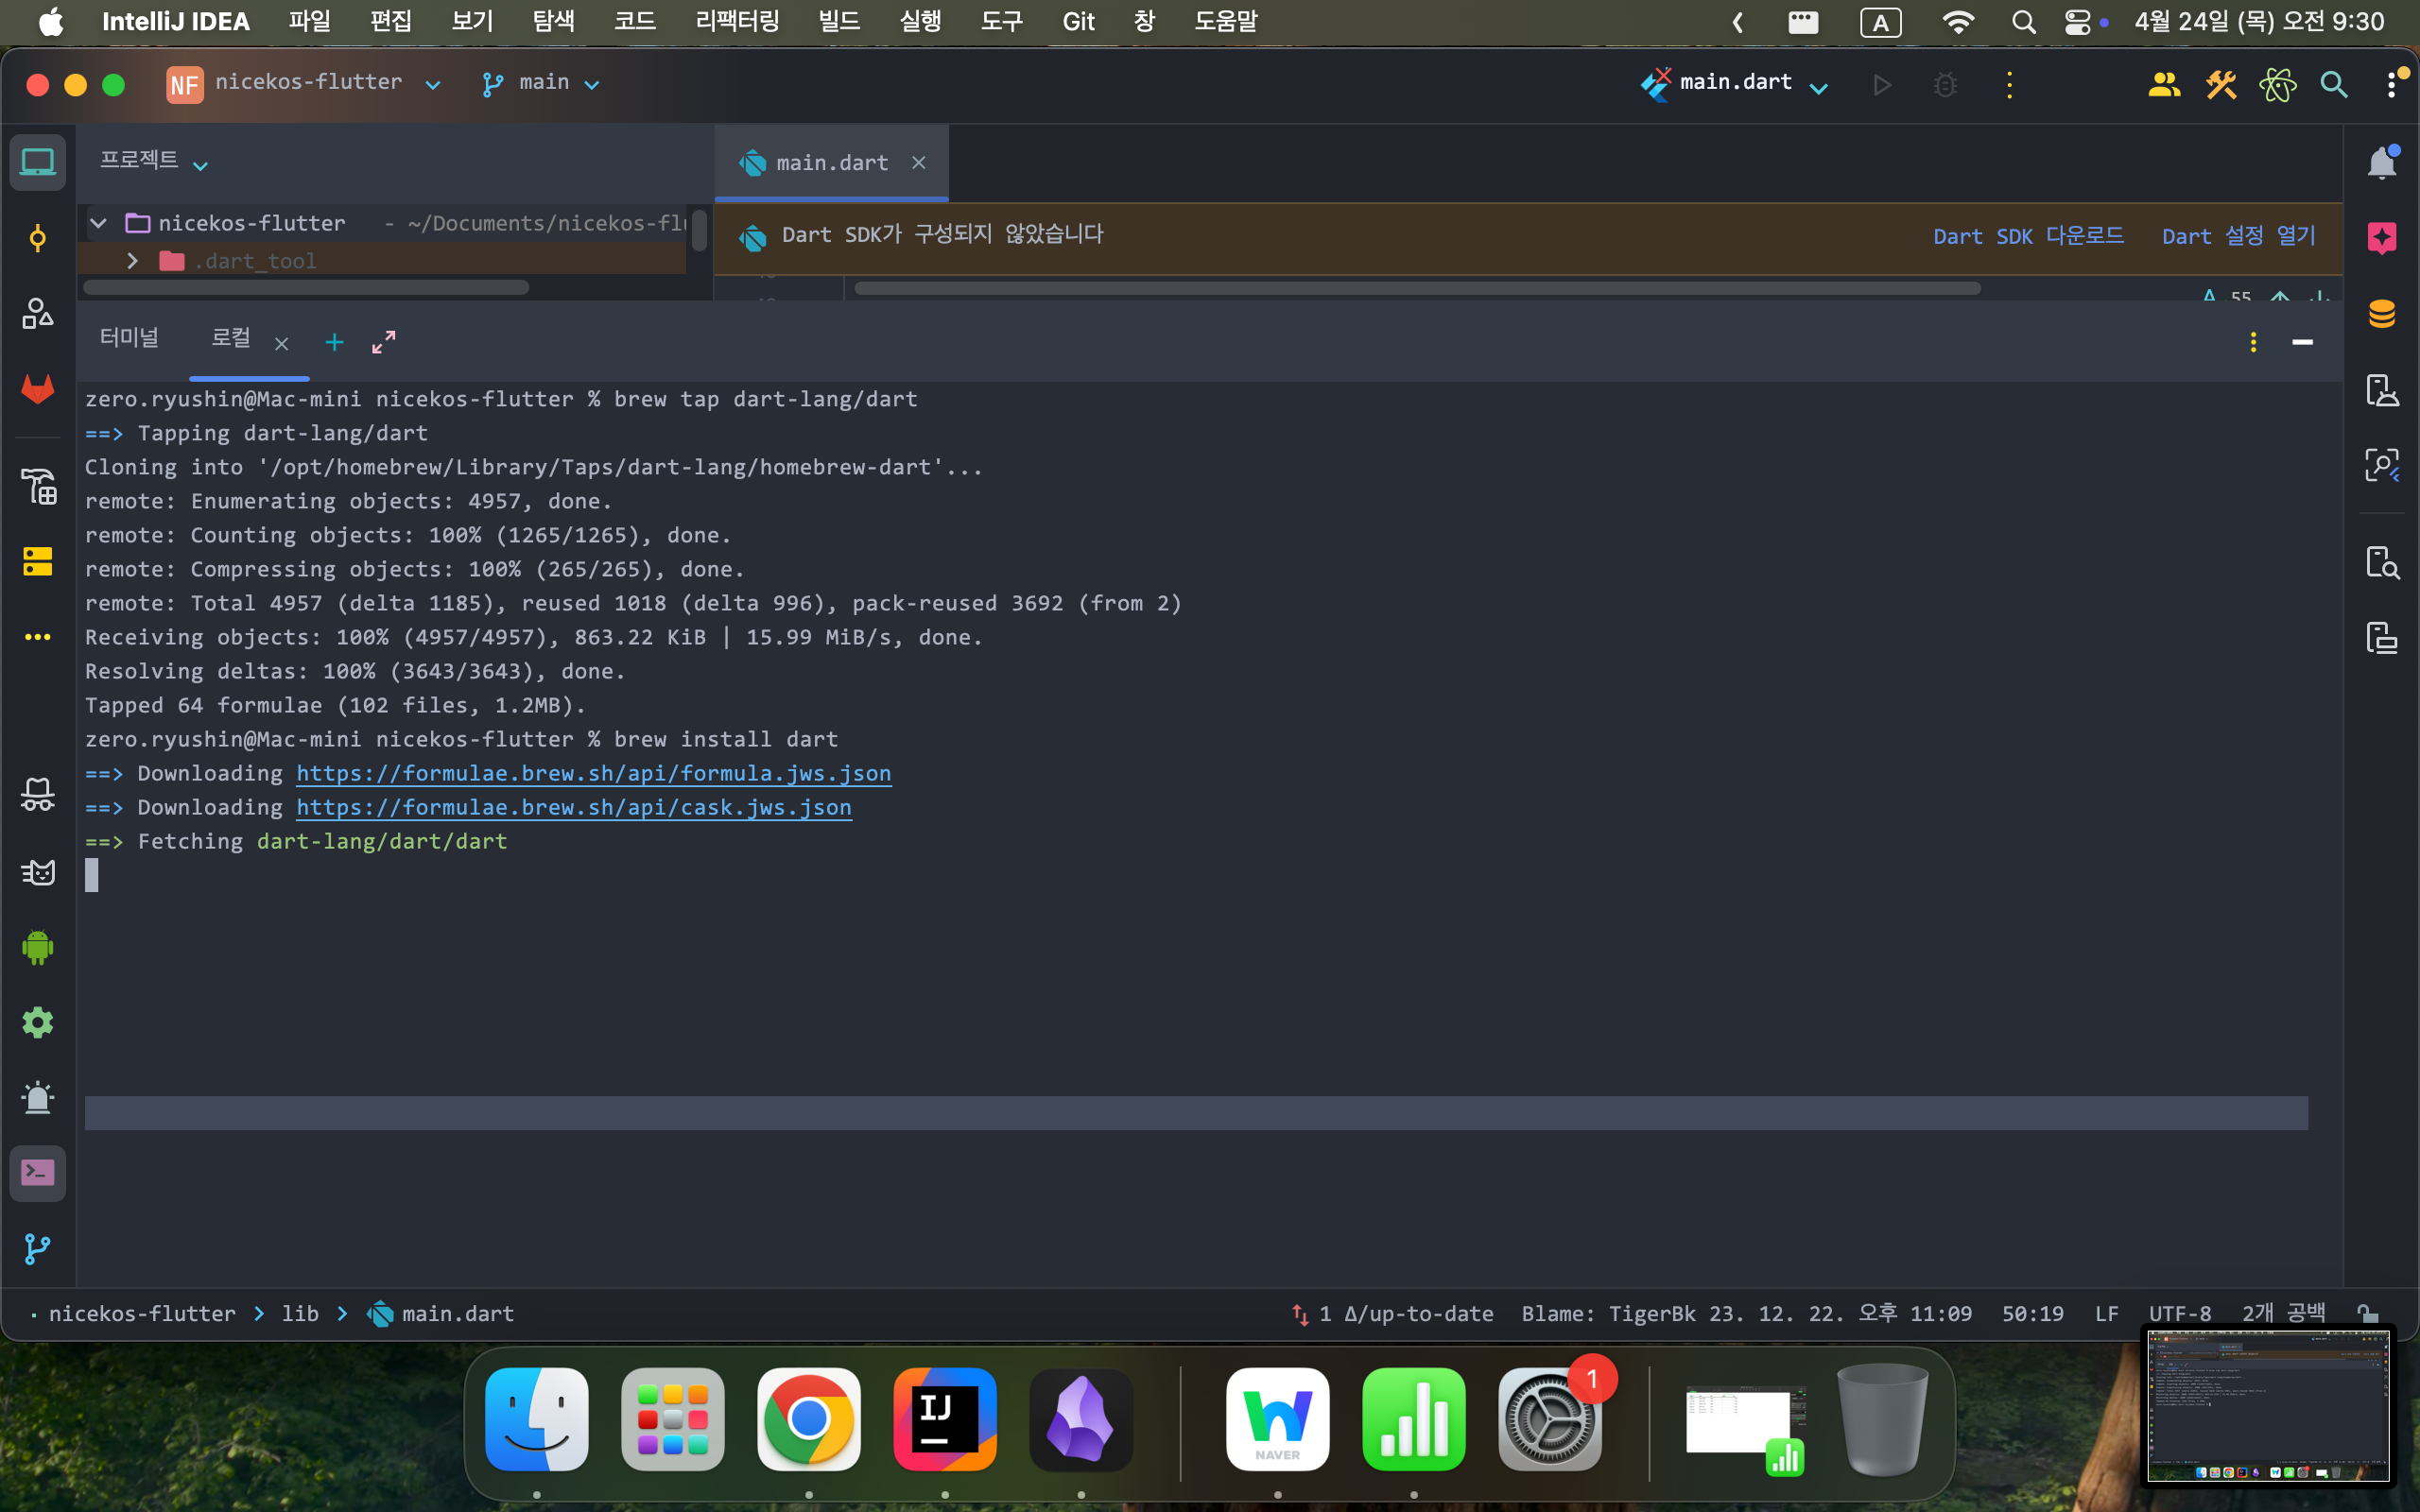 IntelliJ IDEA 파일 편집 보기 탐색 코드 리팩터링 빌드 실행 도구 Git 창 도움말 A 4월 24일 (목) 오전 9:30
NF nicekos-flutter main main.dart
프로젝트 main.dart
nicekos-flutter - ~/Documents/nicekos-flu
.dart_tool
Dart SDK가 구성되지 않았습니다 Dart SDK 다운로드 Dart 설정 열기
55
터미널 로컬
zero.ryushin@Mac-mini nicekos-flutter % brew tap dart-lang/dart
==> Tapping dart-lang/dart
Cloning into '/opt/homebrew/Library/Taps/dart-lang/homebrew-dart'...
remote: Enumerating objects: 4957, done.
remote: Counting objects: 100% (1265/1265), done.
remote: Compressing objects: 100% (265/265), done.
remote: Total 4957 (delta 1185), reused 1018 (delta 996), pack-reused 3692 (from 2)
Receiving objects: 100% (4957/4957), 863.22 KiB | 15.99 MiB/s, done.
Resolving deltas: 100% (3643/3643), done.
Tapped 64 formulae (102 files, 1.2MB).
zero.ryushin@Mac-mini nicekos-flutter % brew install dart
==> Downloading https://formulae.brew.sh/api/formula.jws.json
==> Downloading https://formulae.brew.sh/api/cask.jws.json
==> Fetching dart-lang/dart/dart
nicekos-flutter > lib > main.dart 1 ∆/up-to-date Blame: TigerBk 23. 12. 22. 오후 11:09 50:19 LF UTF-8 2개 공백
IJ NAVER 1